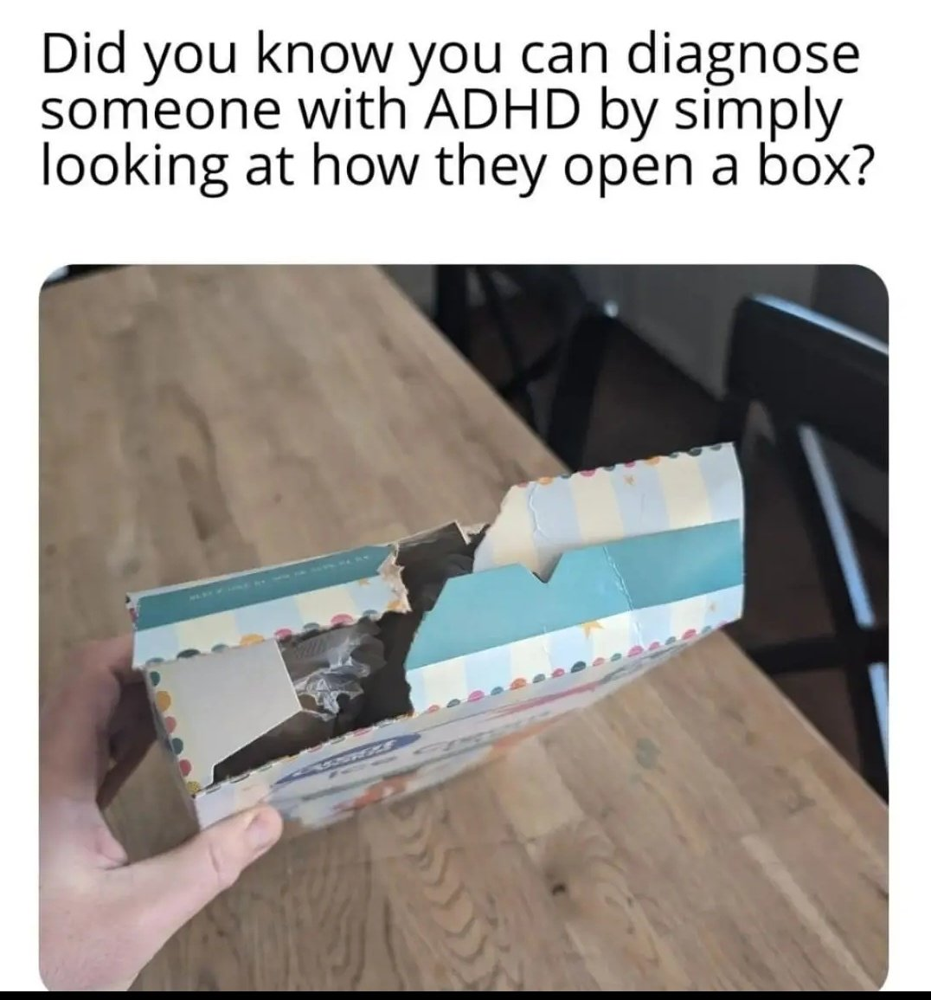 Did you know you can diagnose
someone with ADHD by simply
looking at how they open a box?